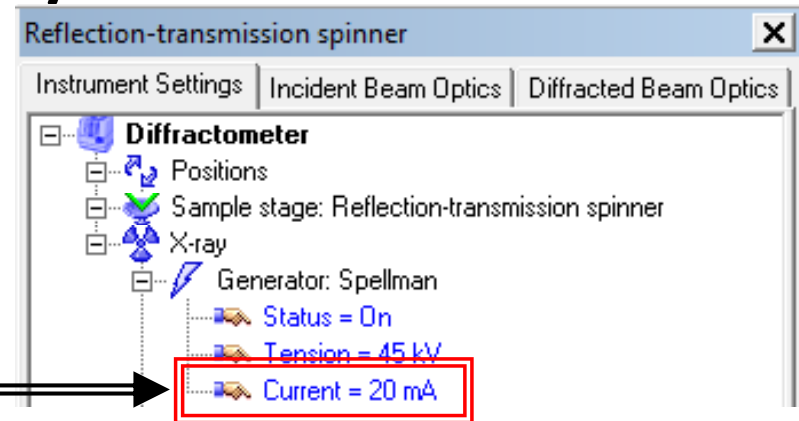 Reflection-transmission spinner
Instrument Settings Incident Beam Optics Diffracted Beam Optics
Diffractometer
Positions
Sample stage: Reflection-transmission spinner
X-ray
Generator: Spellman
Status = On
Tension = 45 kV
Current = 20 mA